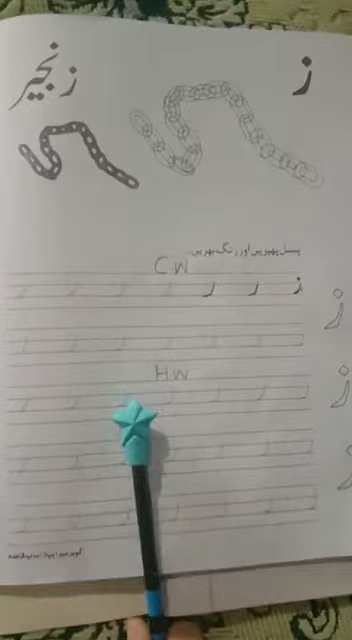 ز
زنجیر
پنسل پھیریں اور رنگ بھریں
CW
ز ر ر
ز
HW
ز
ز